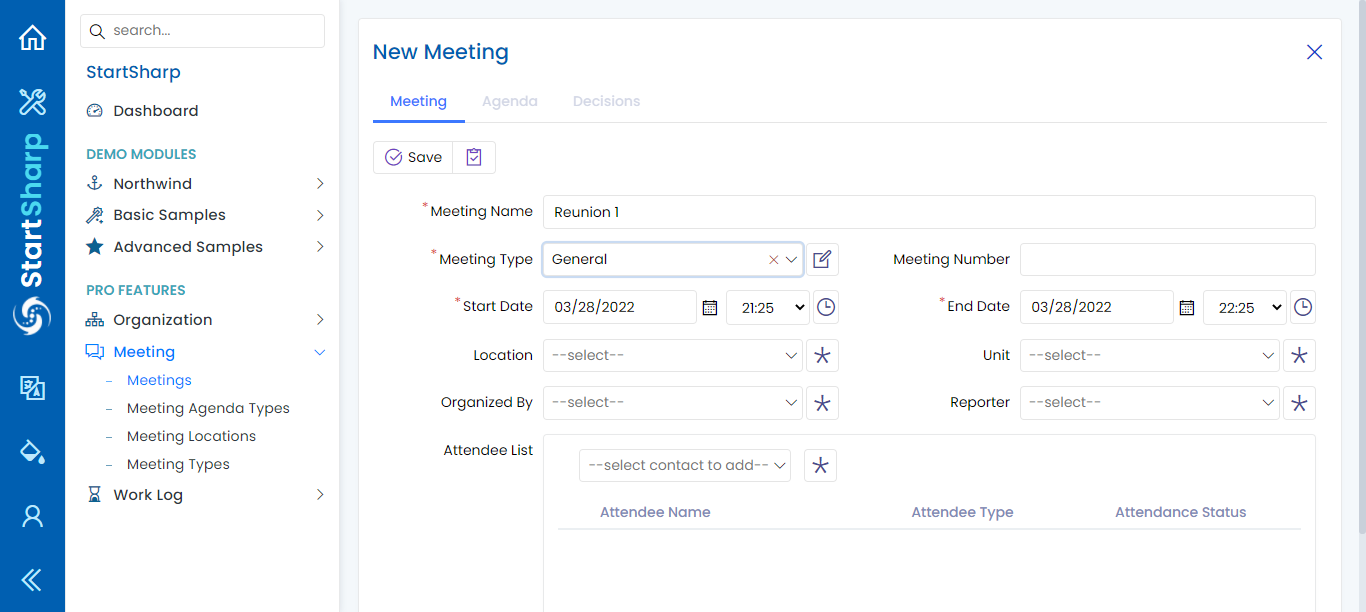 StartSharp
search...
StartSharp
Dashboard
DEMO MODULES
Northwind
Basic Samples
Advanced Samples
PRO FEATURES
Organization
Meeting
– Meetings
– Meeting Agenda Types
– Meeting Locations
– Meeting Types
Work Log
New Meeting
Meeting Agenda Decisions
Save
*Meeting Name Reunion 1
*Meeting Type General Meeting Number
*Start Date 03/28/2022 21:25 *End Date 03/28/2022 22:25
Location --select-- Unit --select--
Organized By --select-- Reporter --select--
Attendee List
--select contact to add--
Attendee Name Attendee Type Attendance Status